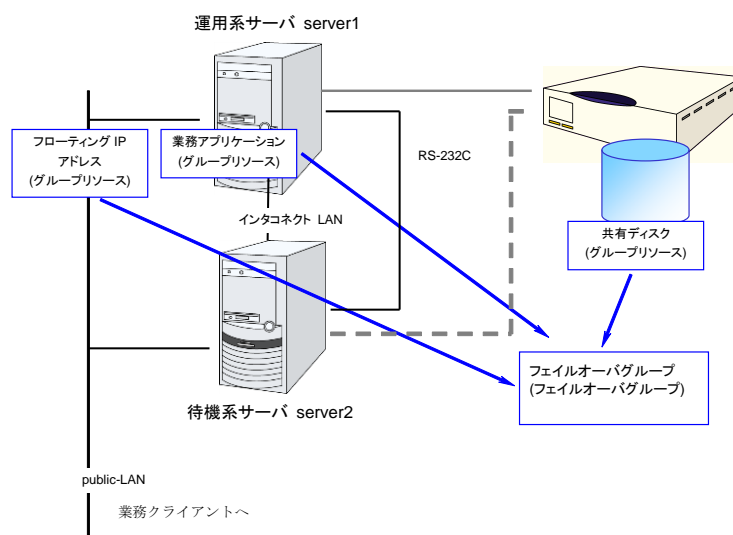 運用系サーバ server1
フローティング IP
アドレス
(グループリソース)
業務アプリケーション
(グループリソース)
RS-232C
インタコネクト LAN
共有ディスク
(グループリソース)
フェイルオーバグループ
(フェイルオーバグループ)
待機系サーバ server2
public-LAN
業務クライアントへ